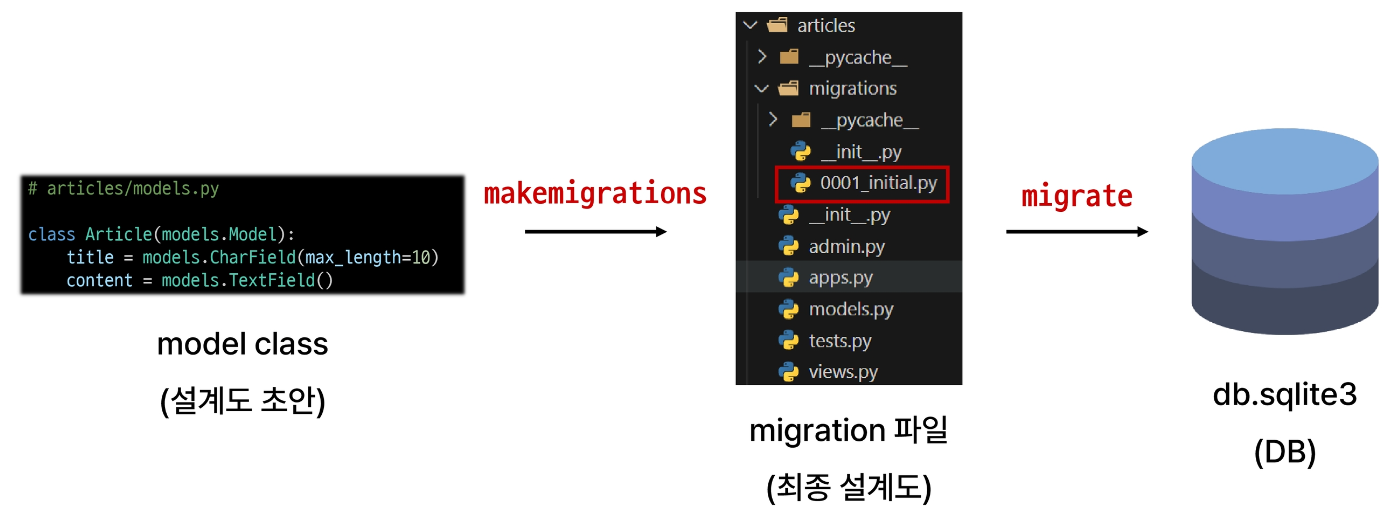 # articles/models.py
class Article(models.Model):
title = models.CharField(max_length=10)
content = models.TextField()
model class
(설계도 초안)
makemigrations
articles
__pycache__
migrations
__pycache__
__init__.py
0001_initial.py
__init__.py
admin.py
apps.py
models.py
tests.py
views.py
migration 파일
(최종 설계도)
migrate
db.sqlite3
(DB)